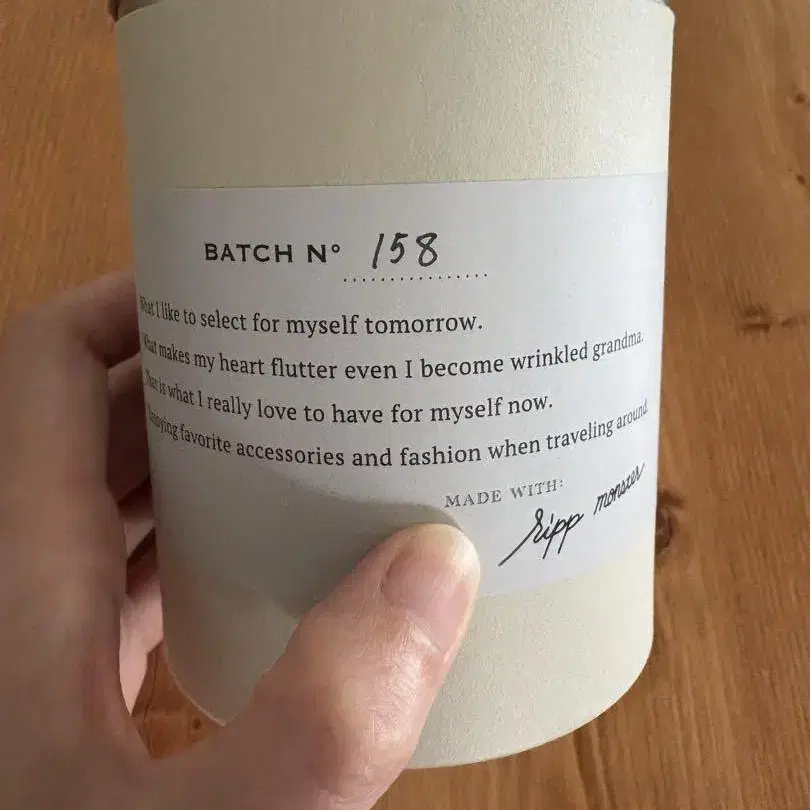 BATCH Nº 158
What I like to select for myself tomorrow.
What makes my heart flutter even I become wrinkled grandma.
That is what I really love to have for myself now.
Enjoying favorite accessories and fashion when traveling around.
MADE WITH:
ripp monster